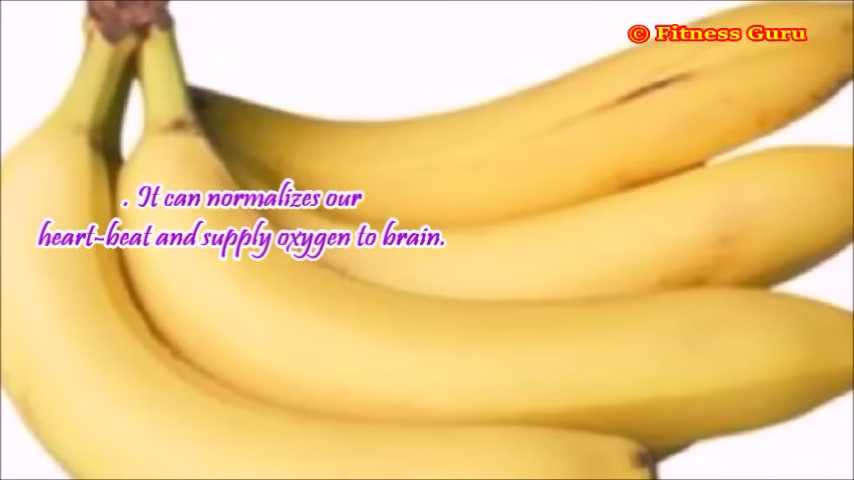 © Fitness Guru
. It can normalizes our
heart-beat and supply oxygen to brain.